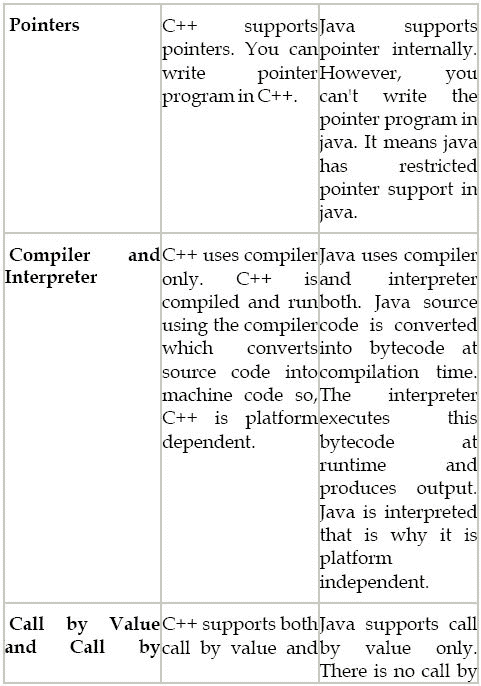 Pointers
C++ supports
pointers. You can
write pointer
program in C++.
Java supports
pointer internally.
However, you
can't write the
pointer program in
java. It means java
has restricted
pointer support in
java.
Compiler and
Interpreter
C++ uses compiler
only. C++ is
compiled and run
using the compiler
which converts
source code into
machine code so,
C++ is platform
dependent.
Java uses compiler
and interpreter
both. Java source
code is converted
into bytecode at
compilation time.
The interpreter
executes this
bytecode at
runtime and
produces output.
Java is interpreted
that is why it is
platform
independent.
Call by Value
and Call by
C++ supports both
call by value and
Java supports call
by value only.
There is no call by